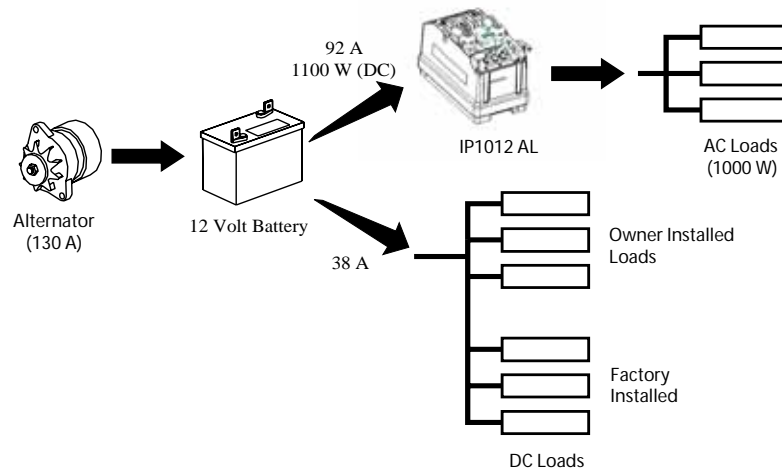 92 A
1100 W (DC)
IP1012 AL
AC Loads
(1000 W)
Alternator
(130 A)
12 Volt Battery
38 A
Owner Installed
Loads
Factory
Installed
DC Loads